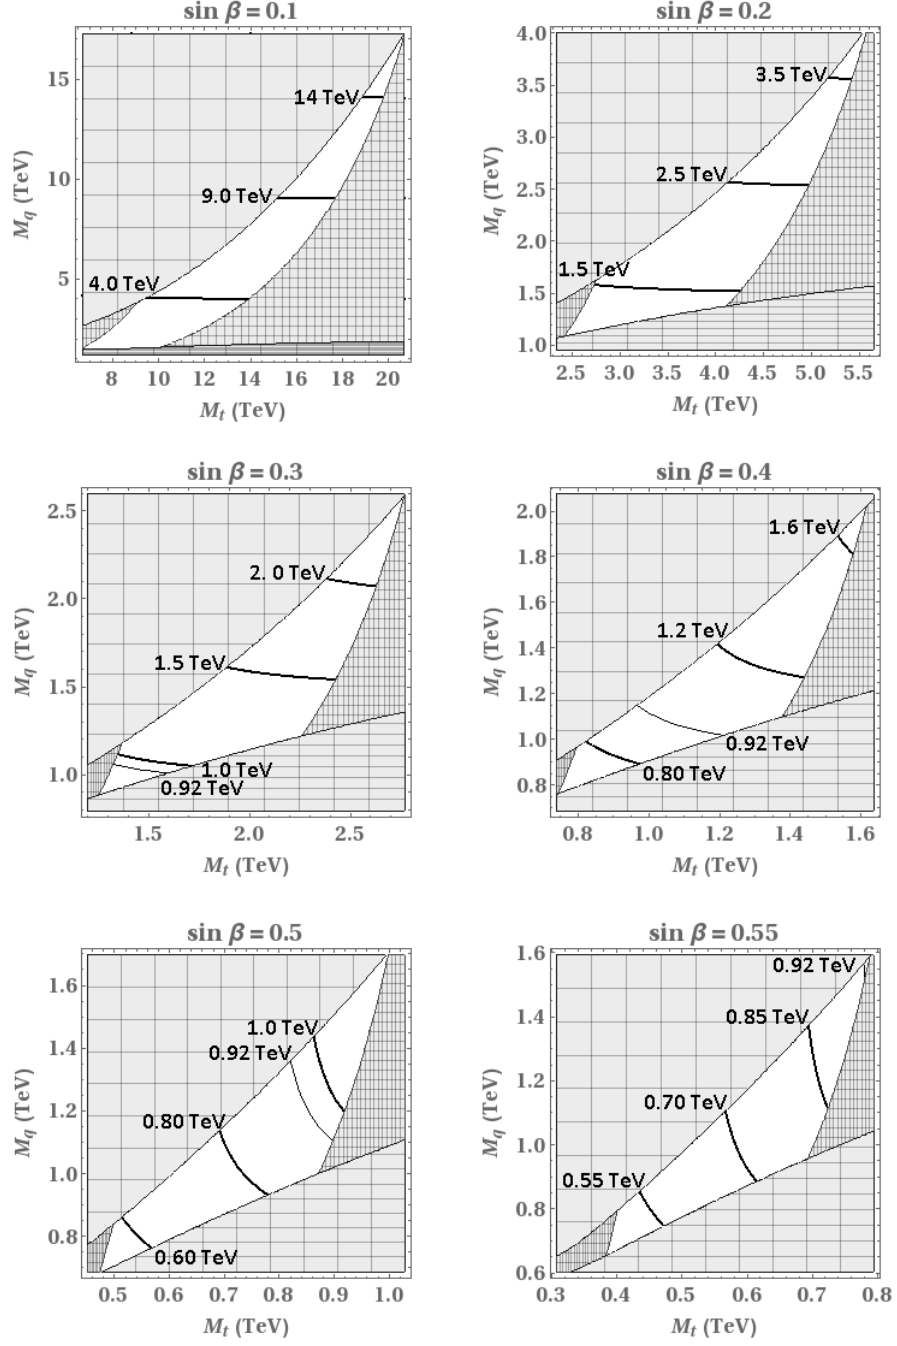 sin β = 0.1
15
10
5
M_q (TeV)
14 TeV
9.0 TeV
4.0 TeV
8 10 12 14 16 18 20
M_t (TeV)
sin β = 0.2
4.0
3.5
3.0
2.5
2.0
1.5
1.0
M_q (TeV)
3.5 TeV
2.5 TeV
1.5 TeV
2.5 3.0 3.5 4.0 4.5 5.0 5.5
M_t (TeV)
sin β = 0.3
2.5
2.0
1.5
1.0
M_q (TeV)
2. 0 TeV
1.5 TeV
1.0 TeV
0.92 TeV
1.5 2.0 2.5
M_t (TeV)
sin β = 0.4
2.0
1.8
1.6
1.4
1.2
1.0
0.8
M_q (TeV)
1.6 TeV
1.2 TeV
0.92 TeV
0.80 TeV
0.8 1.0 1.2 1.4 1.6
M_t (TeV)
sin β = 0.5
1.6
1.4
1.2
1.0
0.8
M_q (TeV)
1.0 TeV
0.92 TeV
0.80 TeV
0.60 TeV
0.5 0.6 0.7 0.8 0.9 1.0
M_t (TeV)
sin β = 0.55
1.6
1.4
1.2
1.0
0.8
0.6
M_q (TeV)
0.92 TeV
0.85 TeV
0.70 TeV
0.55 TeV
0.3 0.4 0.5 0.6 0.7 0.8
M_t (TeV)